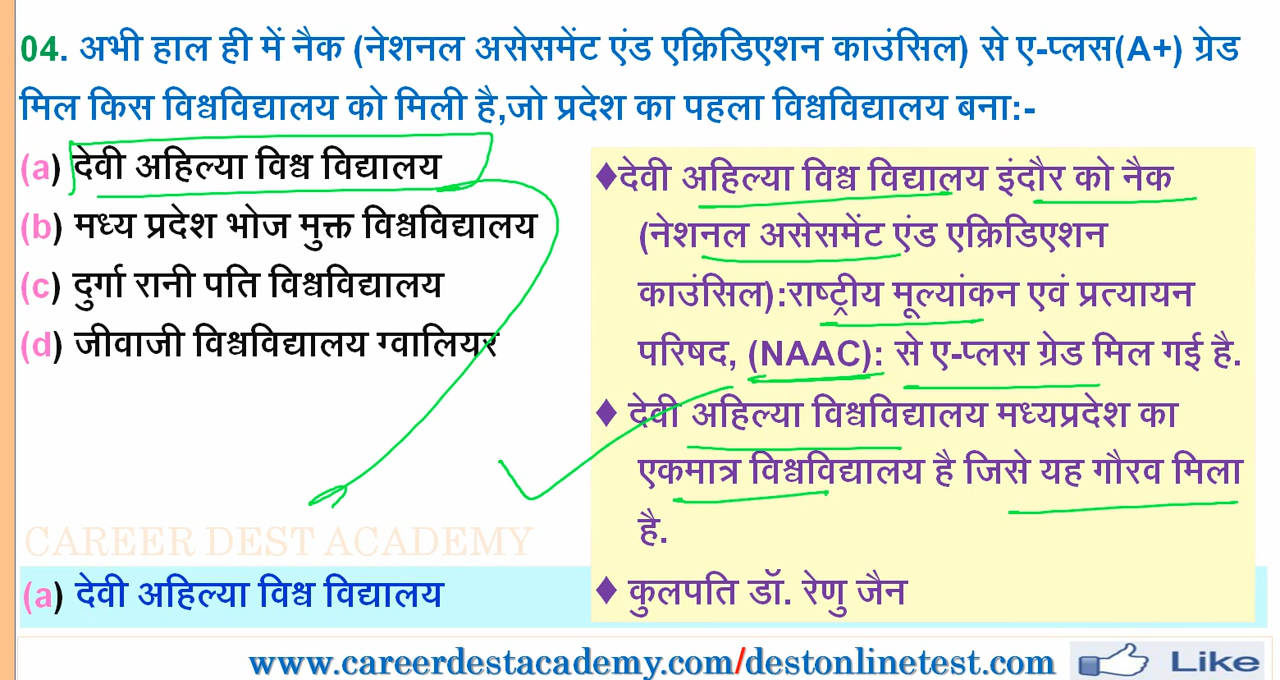 04. अभी हाल ही में नैक (नेशनल असेसमेंट एंड एक्रिडिएशन काउंसिल) से ए-प्लस(A+) ग्रेड
मिल किस विश्वविद्यालय को मिली है,जो प्रदेश का पहला विश्वविद्यालय बना:-
(a) देवी अहिल्या विश्व विद्यालय
(b) मध्य प्रदेश भोज मुक्त विश्वविद्यालय
(c) दुर्गा रानी पति विश्वविद्यालय
(d) जीवाजी विश्वविद्यालय ग्वालियर
♦देवी अहिल्या विश्व विद्यालय इंदौर को नैक
(नेशनल असेसमेंट एंड एक्रिडिएशन
काउंसिल):राष्ट्रीय मूल्यांकन एवं प्रत्यायन
परिषद, (NAAC): से ए-प्लस ग्रेड मिल गई है.
♦ देवी अहिल्या विश्वविद्यालय मध्यप्रदेश का
एकमात्र विश्वविद्यालय है जिसे यह गौरव मिला
है.
♦ कुलपति डॉ. रेणु जैन
CAREER DEST ACADEMY
(a) देवी अहिल्या विश्व विद्यालय
www.careerdestacademy.com/destonlinetest.com
Like